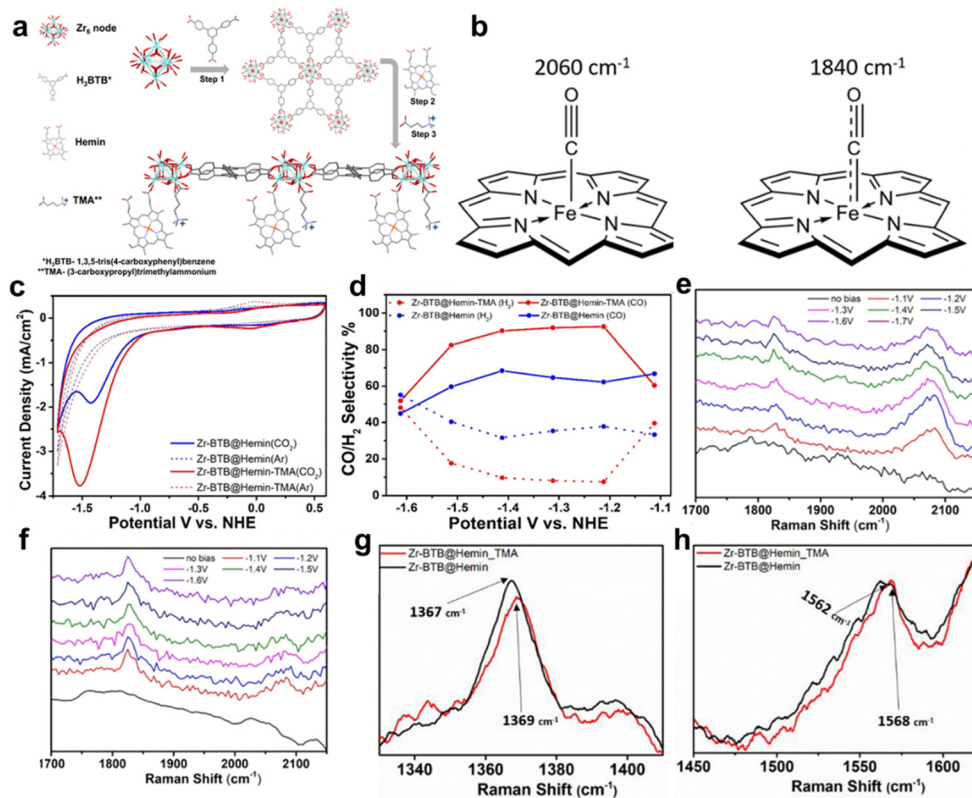 a
Zr6 node
H3BTB*
Hemin
TMA**
Step 1
Step 2
Step 3
*H3BTB- 1,3,5-tris(4-carboxyphenyl)benzene
**TMA- (3-carboxypropyl)trimethylammonium
b
2060 cm-1
1840 cm-1
O
C
Fe
N
N
N
N
O
C
Fe
N
N
N
N
c
Current Density (mA/cm2)
0
-1
-2
-3
-4
-1.5
-1.0
-0.5
0.0
0.5
Potential V vs. NHE
Zr-BTB@Hemin(CO2)
Zr-BTB@Hemin(Ar)
Zr-BTB@Hemin-TMA(CO2)
Zr-BTB@Hemin-TMA(Ar)
d
CO/H2 Selectivity %
100
80
60
40
20
0
-1.6
-1.5
-1.4
-1.3
-1.2
-1.1
Potential V vs. NHE
Zr-BTB@Hemin-TMA (H2)
Zr-BTB@Hemin-TMA (CO)
Zr-BTB@Hemin (H2)
Zr-BTB@Hemin (CO)
e
no bias
-1.1V
-1.2V
-1.3V
-1.4V
-1.5V
-1.6V
-1.7V
1700
1800
1900
2000
2100
Raman Shift (cm-1)
f
no bias
-1.1V
-1.2V
-1.3V
-1.4V
-1.5V
-1.6V
1700
1800
1900
2000
2100
Raman Shift (cm-1)
g
Zr-BTB@Hemin_TMA
Zr-BTB@Hemin
1367 cm-1
1369 cm-1
1340
1360
1380
1400
Raman Shift (cm-1)
h
Zr-BTB@Hemin_TMA
Zr-BTB@Hemin
1562 cm-1
1568 cm-1
1450
1500
1550
1600
Raman Shift (cm-1)